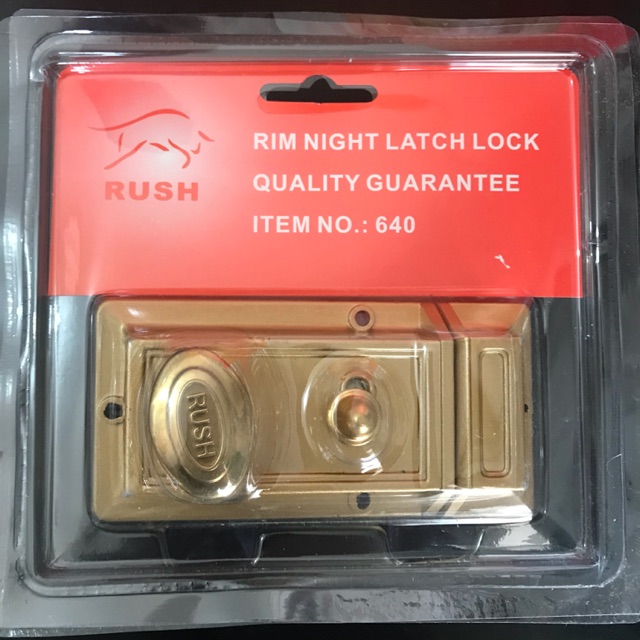 RUSH
RIM NIGHT LATCH LOCK
QUALITY GUARANTEE
ITEM NO.: 640
RUSH